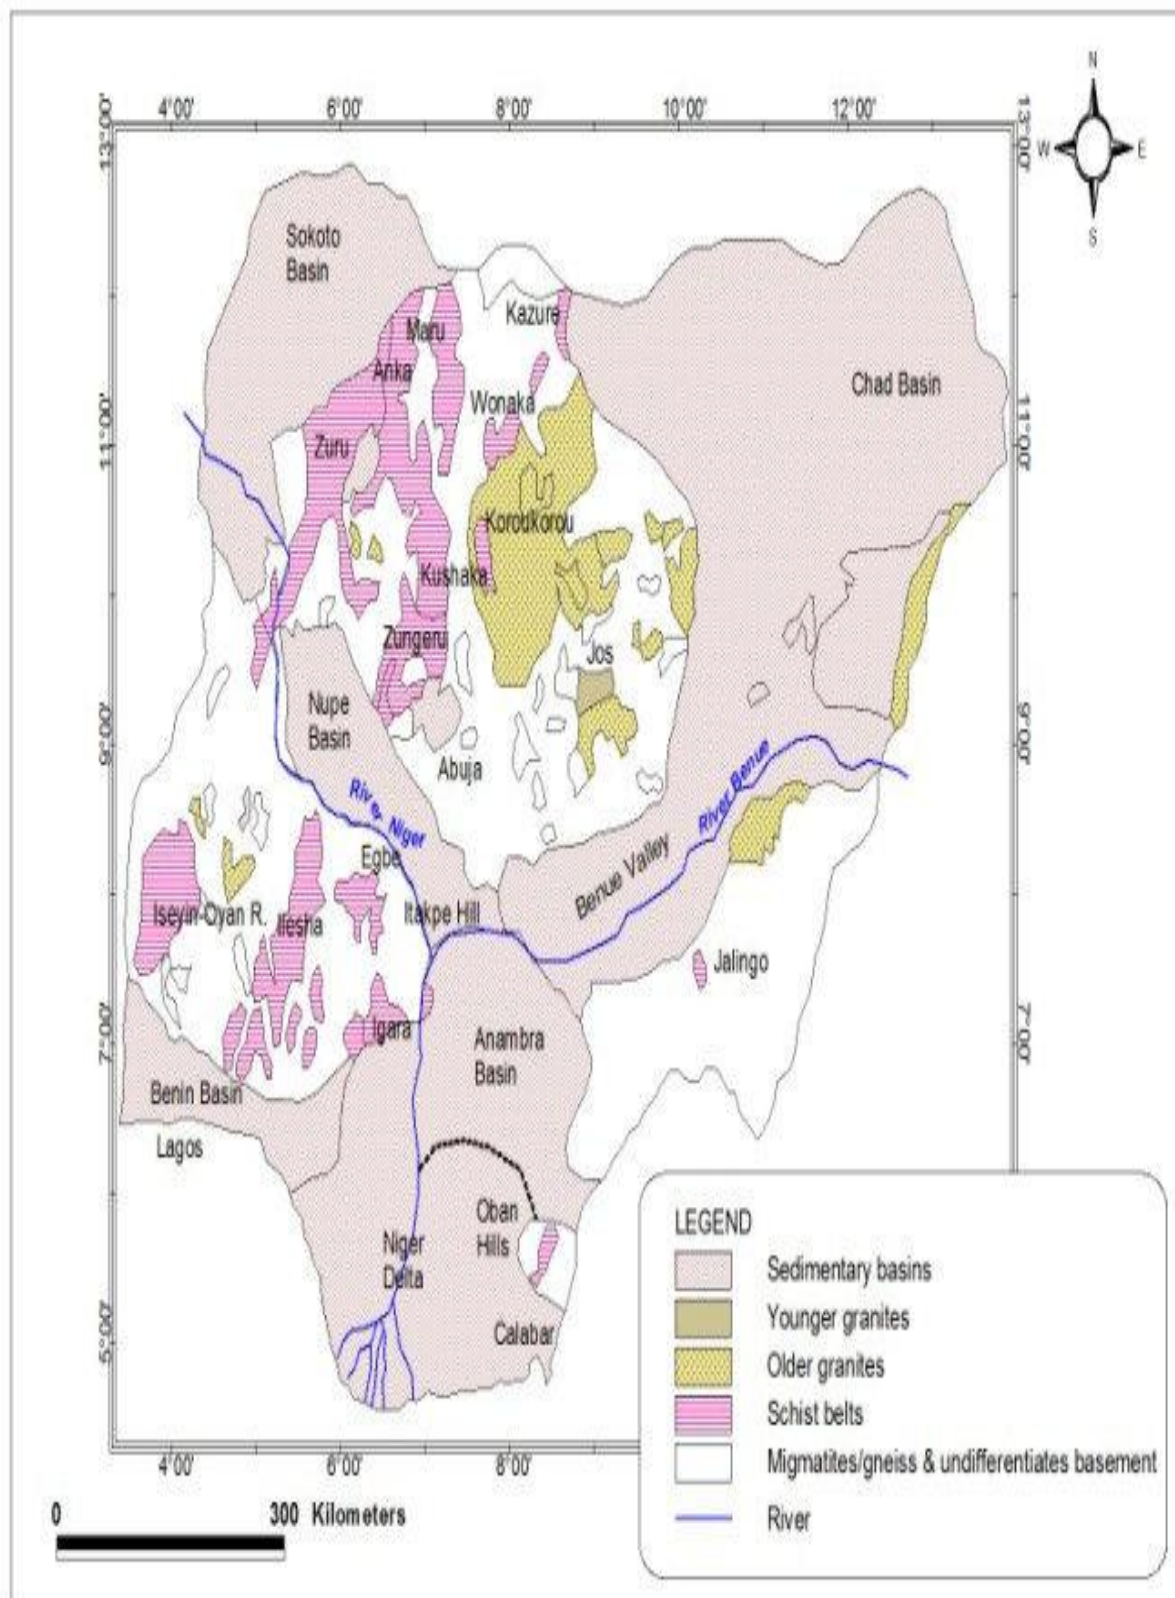 N
W E
S
4°00' 6°00' 8°00' 10°00' 12°00'
13°00' 13°00'
Sokoto
Basin
Kazure
Maru
Anka
Chad Basin
Wonaka
11°00' 11°00'
Zuru
Koroukorou
Kushaka
Zungeru
Jos
Nupe
Basin
9°00' 9°00'
Abuja
River Niger
River Benue
Egbe
Benue Valley
Iseyin-Oyan R.
Ilesha
Itakpe Hill
Jalingo
7°00' 7°00'
Igara
Anambra
Basin
Benin Basin
Lagos
Oban
Hills
Niger
Delta
5°00'
Calabar
4°00' 6°00' 8°00'
0 300 Kilometers
LEGEND
Sedimentary basins
Younger granites
Older granites
Schist belts
Migmatites/gneiss & undifferentiates basement
River